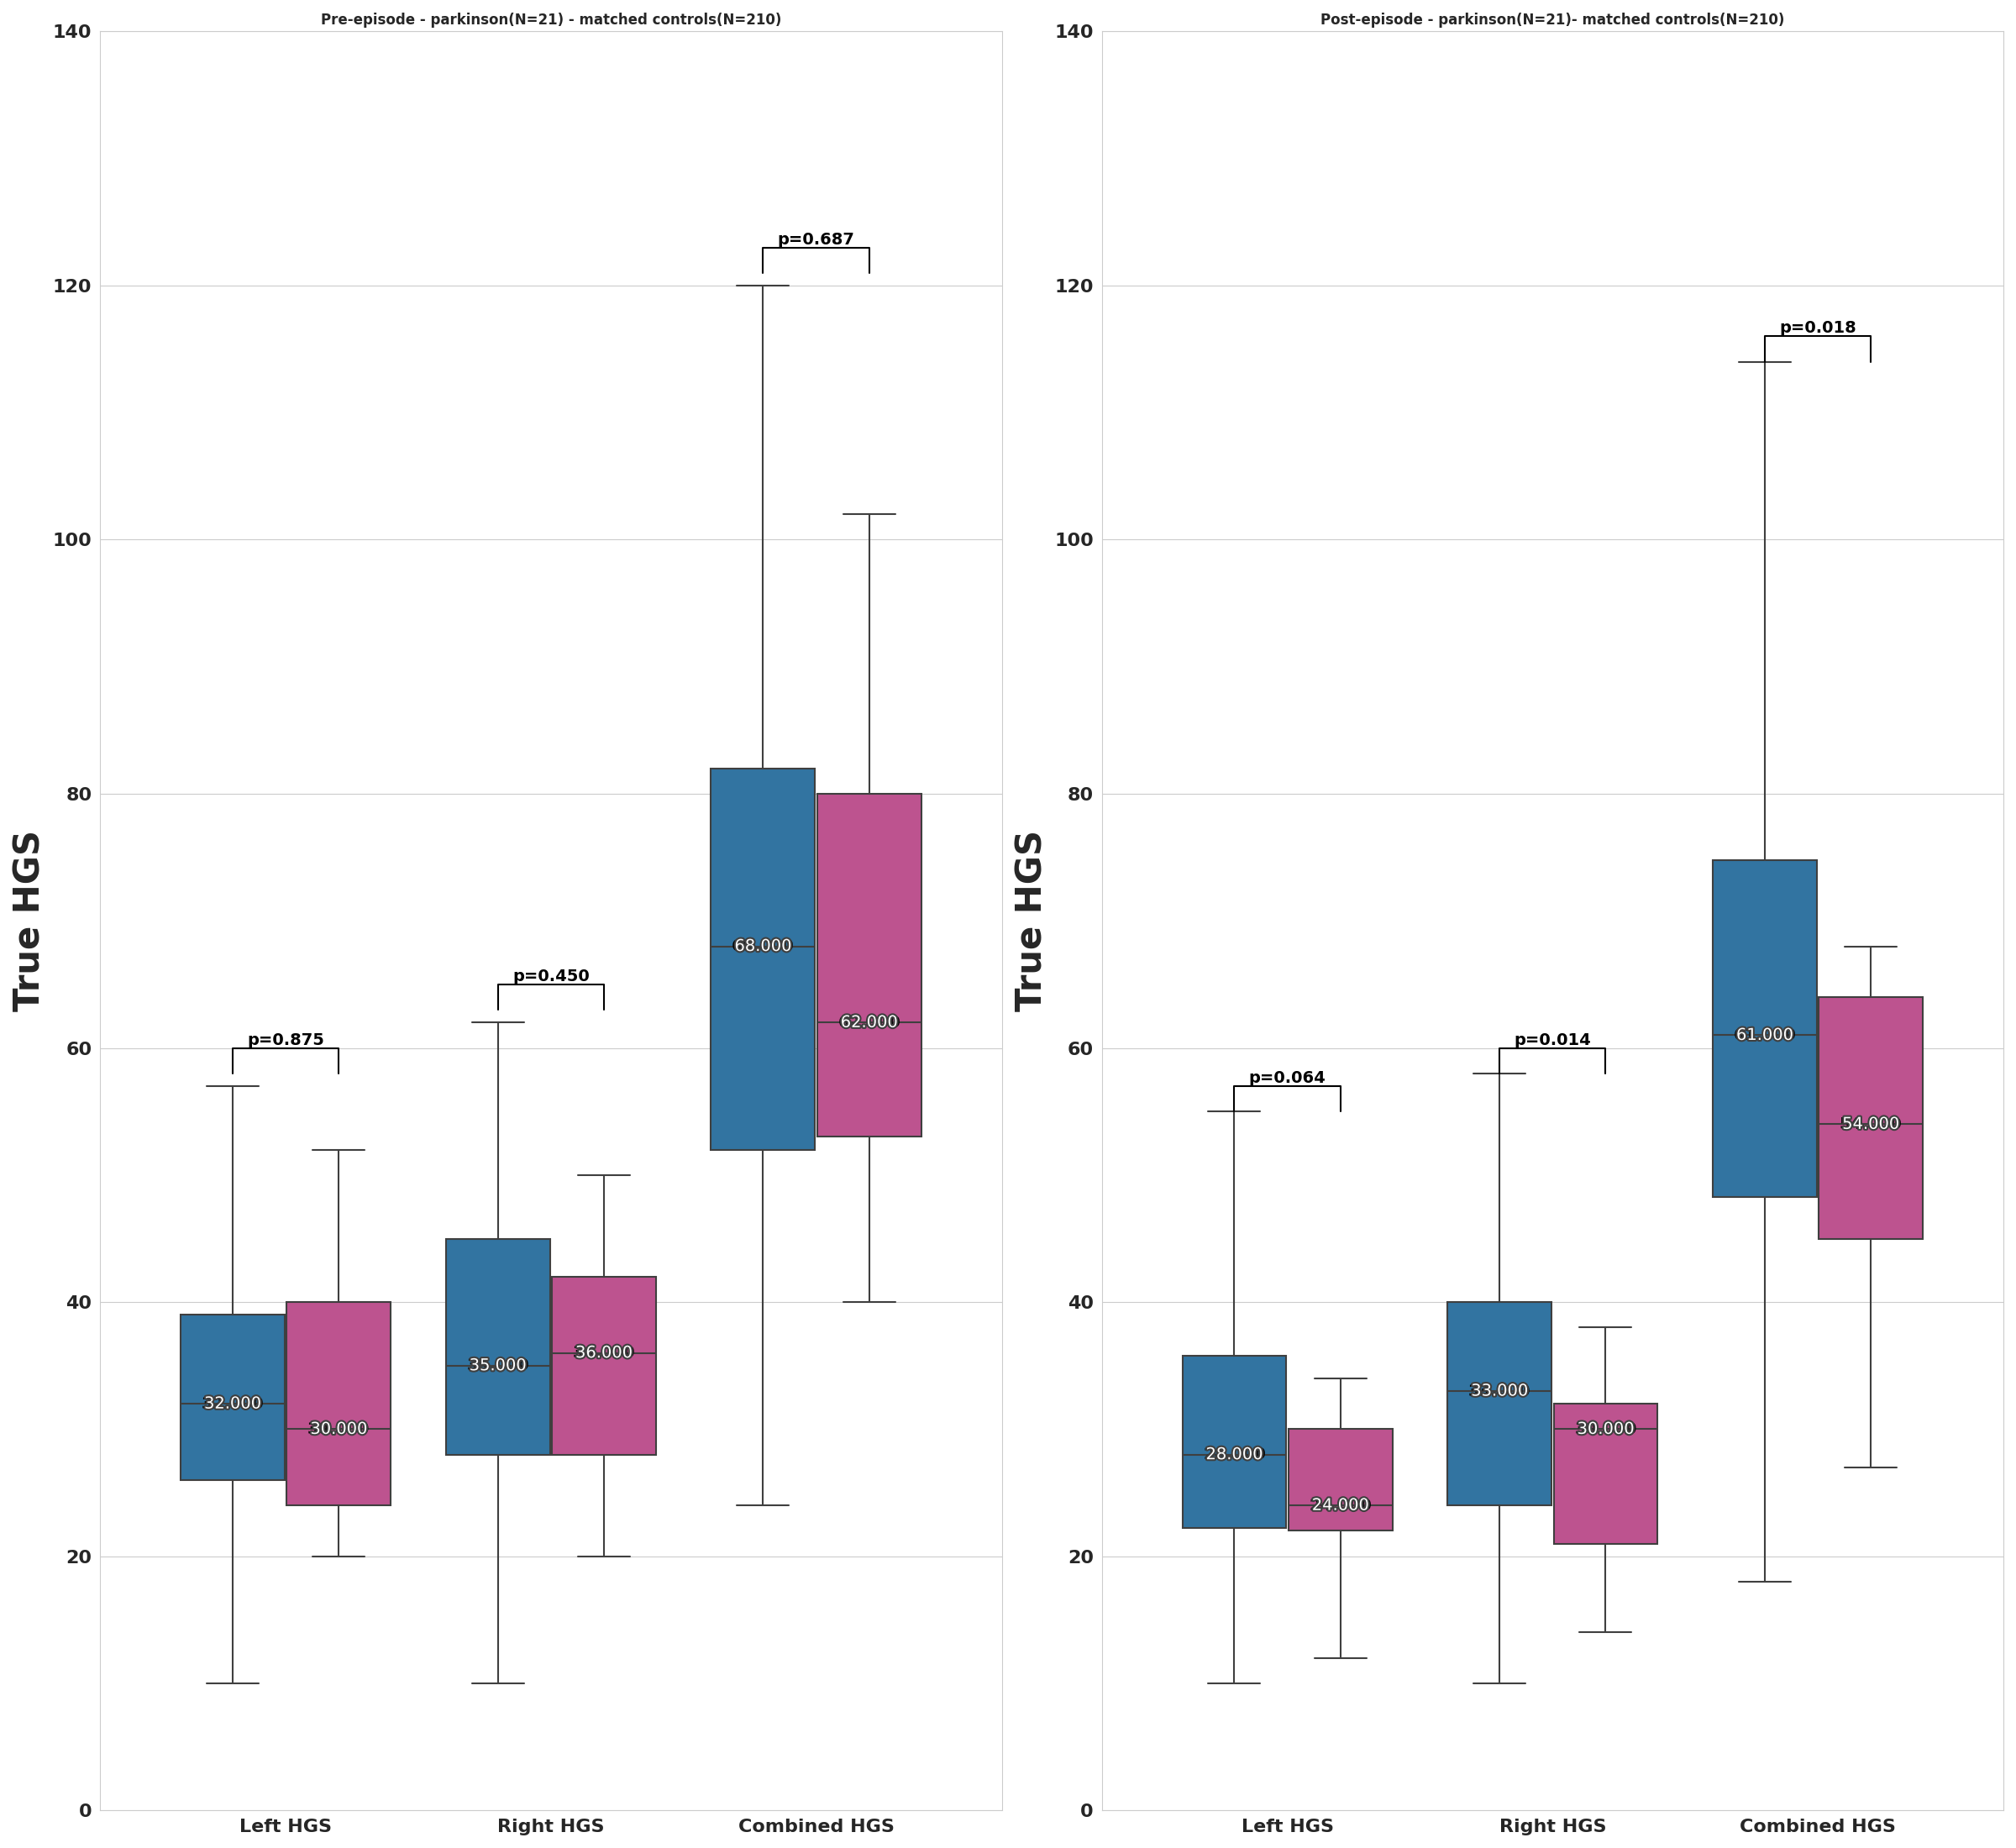 Pre-episode - parkinson(N=21) - matched controls(N=210)
True HGS
140
120
100
80
60
40
20
0
p=0.875
p=0.450
p=0.687
32.000
30.000
35.000
36.000
68.000
62.000
Left HGS
Right HGS
Combined HGS
Post-episode - parkinson(N=21)- matched controls(N=210)
True HGS
140
120
100
80
60
40
20
0
p=0.064
p=0.014
p=0.018
28.000
24.000
33.000
30.000
61.000
54.000
Left HGS
Right HGS
Combined HGS